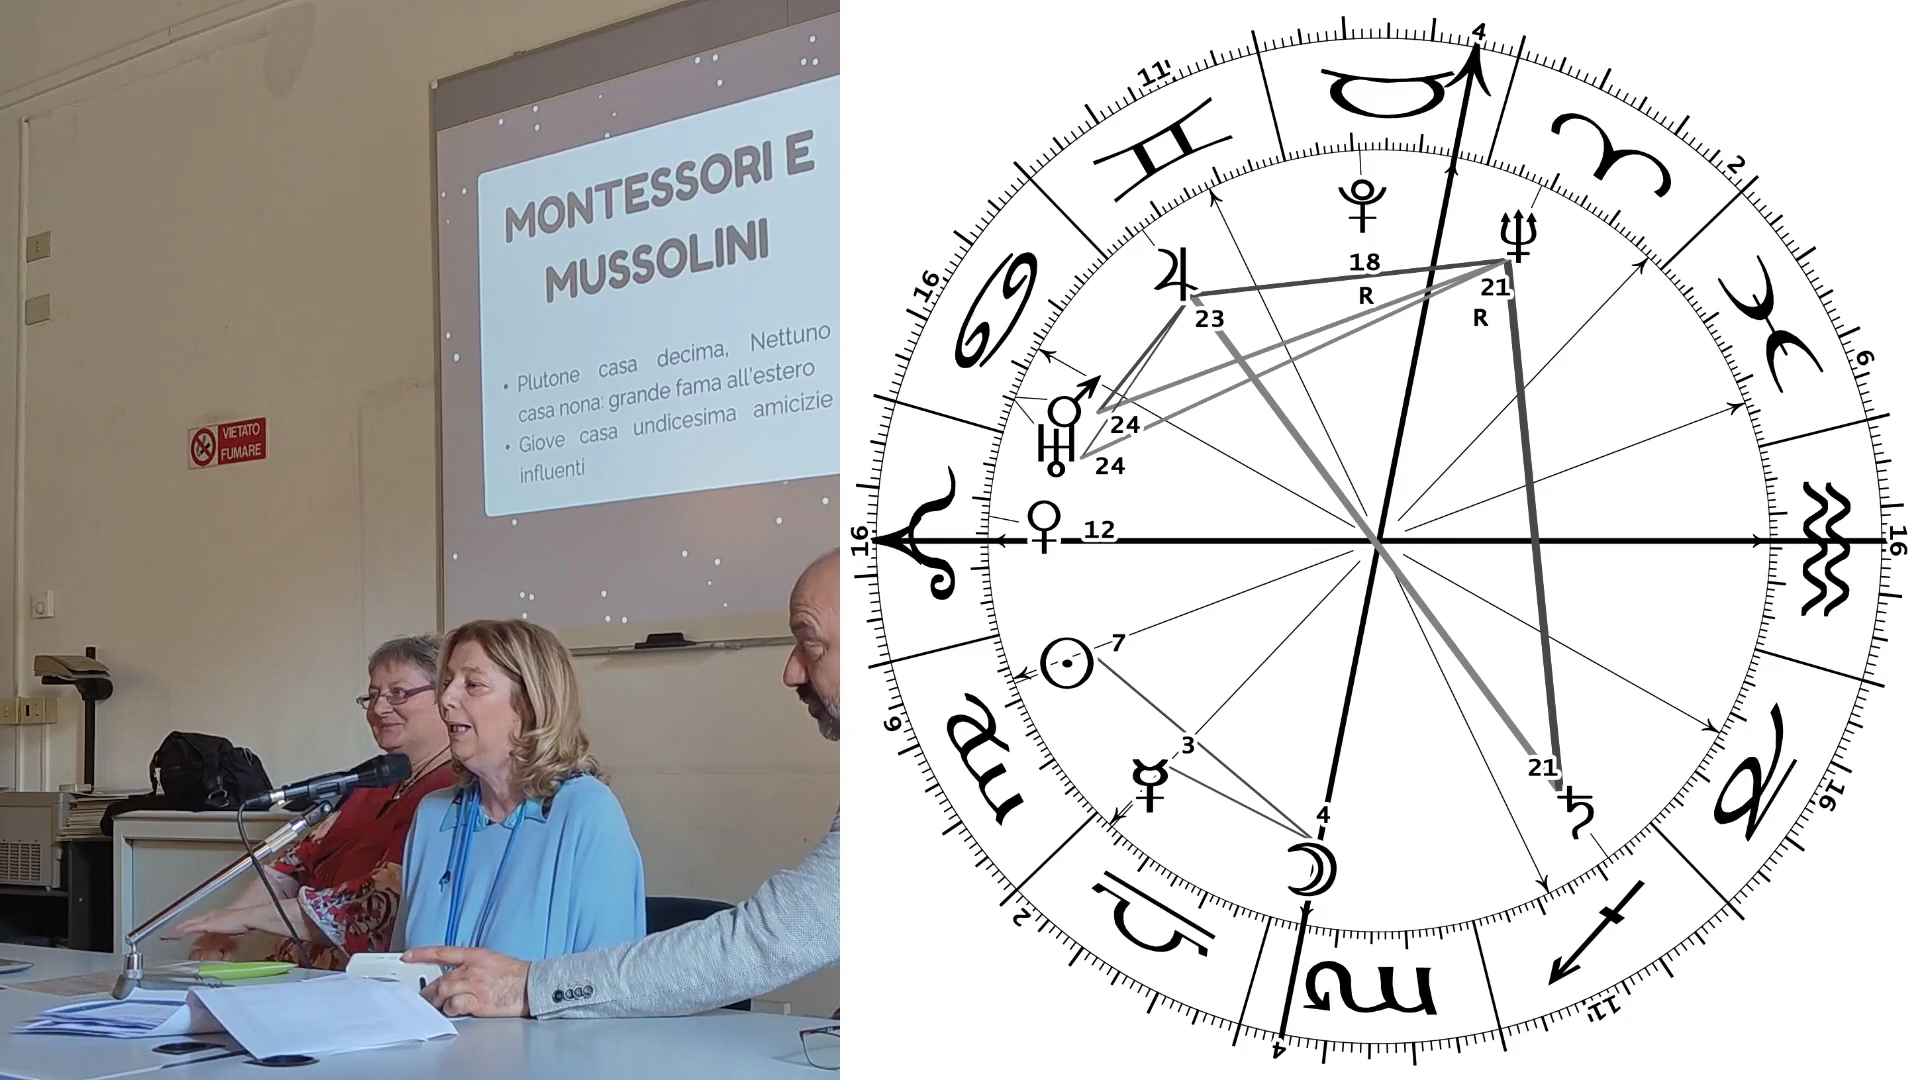 MONTESSORI E
MUSSOLINI
• Plutone casa decima, Nettuno
casa nona: grande fama all'estero
• Giove casa undicesima amicizie
influenti
VIETATO
FUMARE
4
11'
2
16
6
16
16
9
16
2
11'
4
18
R
21
R
23
24
24
12
7
3
4
21